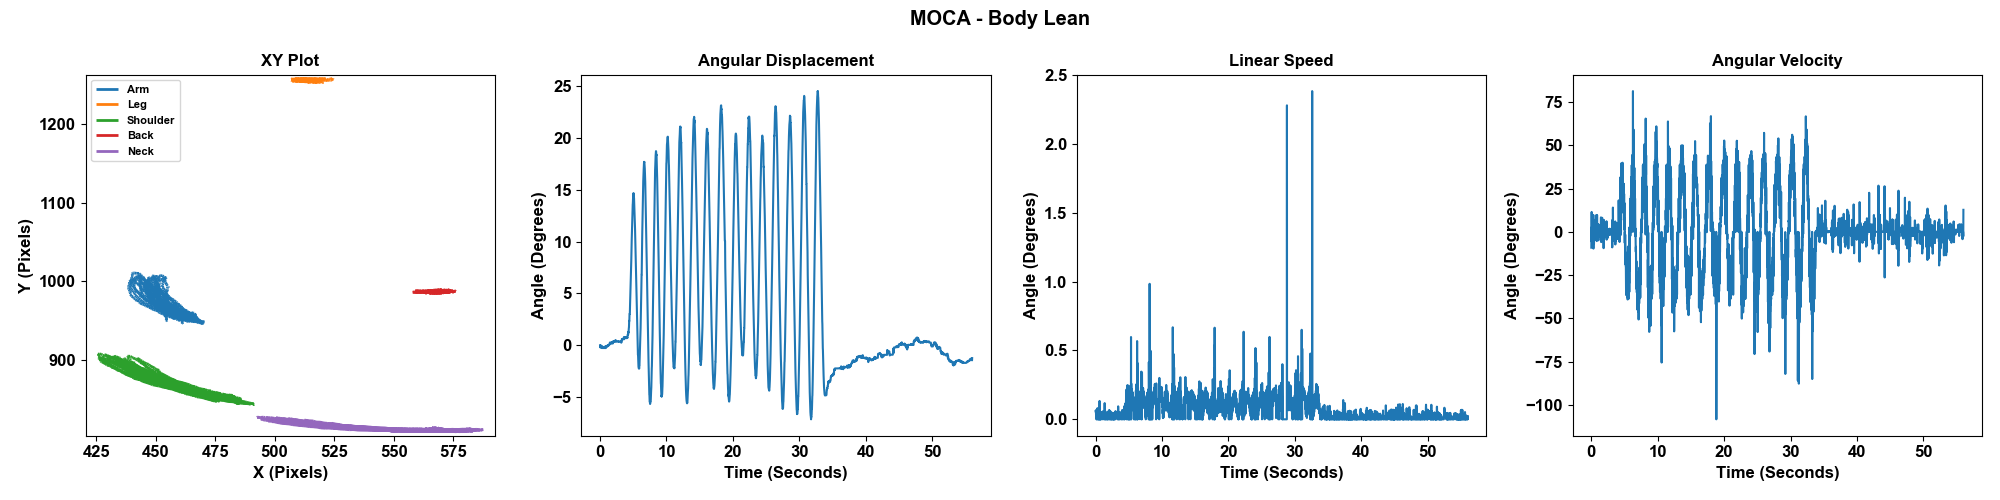 MOCA - Body Lean
XY Plot
Y (Pixels)
1200
1100
1000
900
Arm
Leg
Shoulder
Back
Neck
425 450 475 500 525 550 575
X (Pixels)
Angular Displacement
Angle (Degrees)
25
20
15
10
5
0
−5
0 10 20 30 40 50
Time (Seconds)
Linear Speed
Angle (Degrees)
2.5
2.0
1.5
1.0
0.5
0.0
0 10 20 30 40 50
Time (Seconds)
Angular Velocity
Angle (Degrees)
75
50
25
0
−25
−50
−75
−100
0 10 20 30 40 50
Time (Seconds)